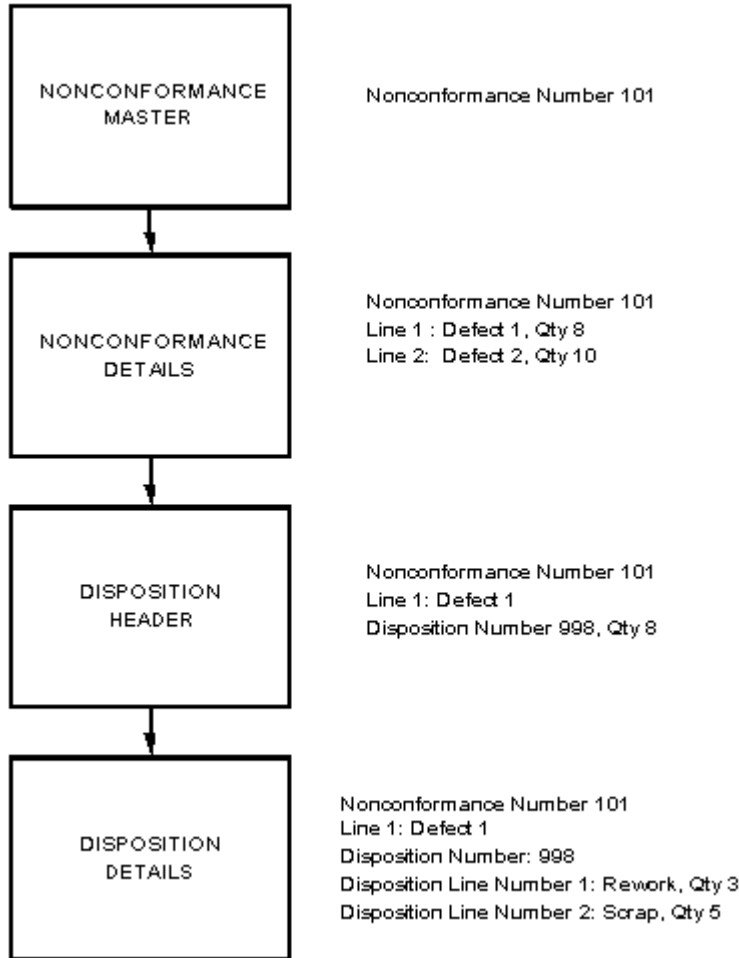 NONCONFORMANCE
MASTER
Nonconformance Number 101
NONCONFORMANCE
DETAILS
Nonconformance Number 101
Line 1 : Defect 1, Qty 8
Line 2: Defect 2, Qty 10
DISPOSITION
HEADER
Nonconformance Number 101
Line 1: Defect 1
Disposition Number 998, Qty 8
DISPOSITION
DETAILS
Nonconformance Number 101
Line 1: Defect 1
Disposition Number: 998
Disposition Line Number 1: Rework, Qty 3
Disposition Line Number 2: Scrap, Qty 5